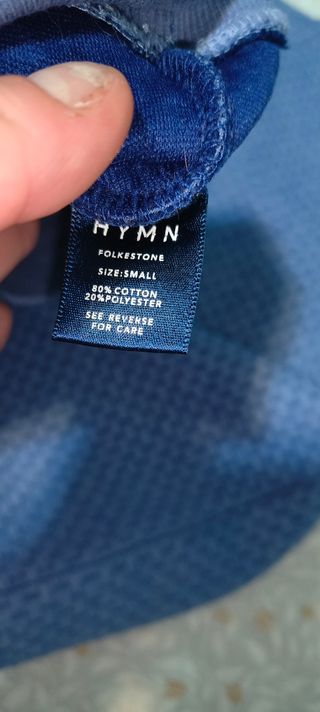 HYMN
FOLKESTONE
SIZE:SMALL
80% COTTON
20%POLYESTER
SEE REVERSE
FOR CARE